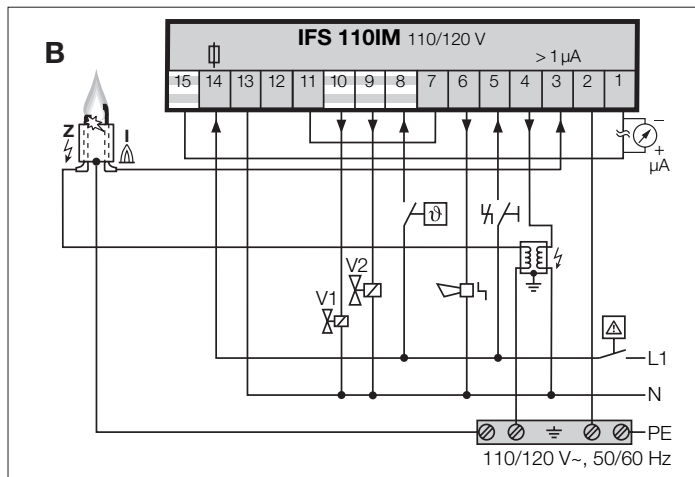 B
IFS 110IM 110/120 V
> 1 µA
15 14 13 12 11 10 9 8 7 6 5 4 3 2 1
Z I
– 
+
µA
ϑ
V2
V1
L1
N
PE
110/120 V~, 50/60 Hz